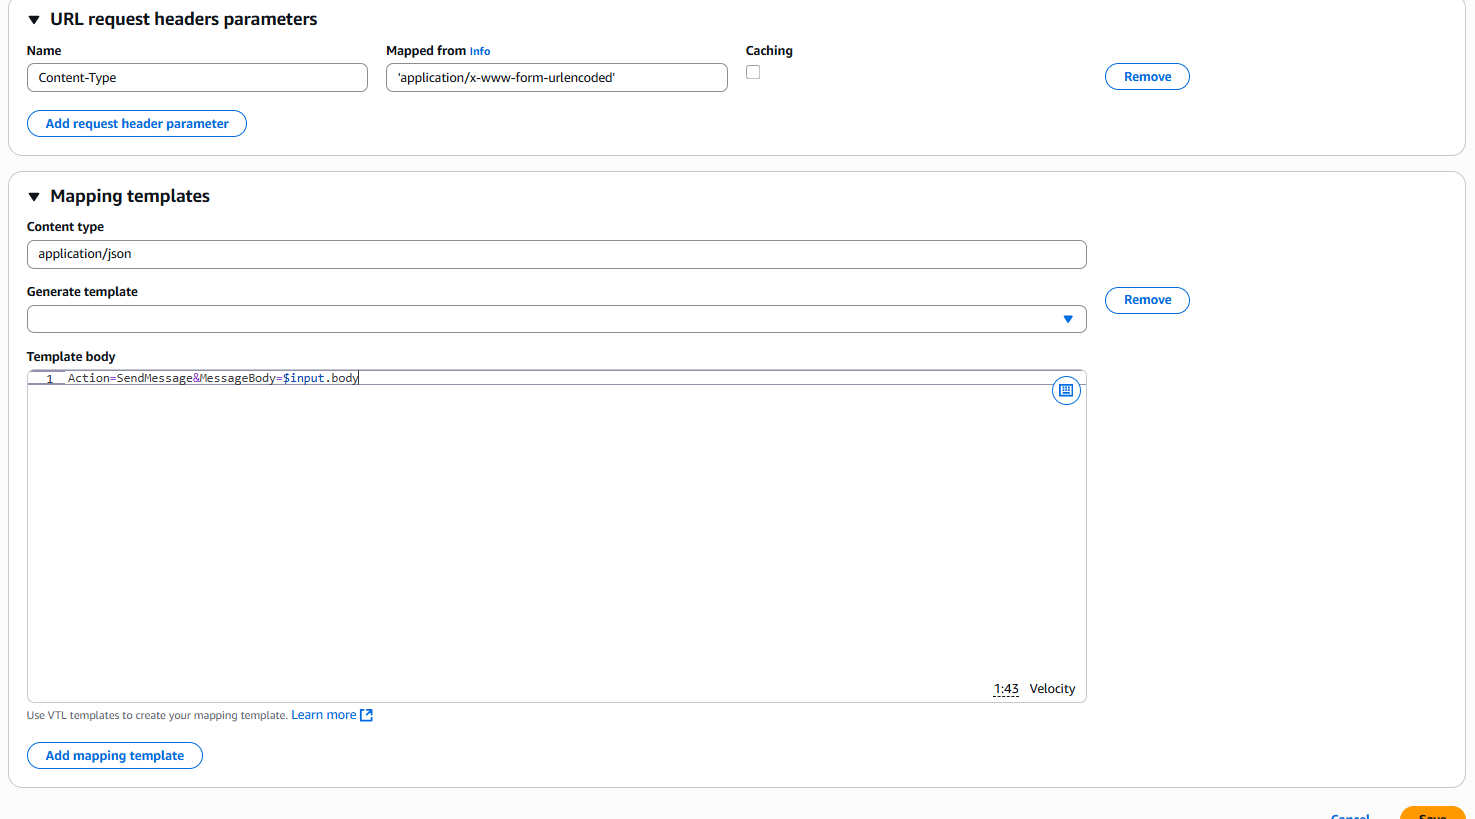 URL request headers parameters
Name Mapped from Info Caching
Content-Type 'application/x-www-form-urlencoded' Remove
Add request header parameter
Mapping templates
Content type
application/json
Generate template
Remove
Template body
1 Action=SendMessage&MessageBody=$input.body
1:43 Velocity
Use VTL templates to create your mapping template. Learn more
Add mapping template
Cancel Save